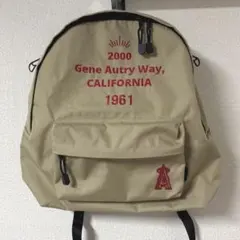 2000
Gene Autry Way,
CALIFORNIA
1961
A